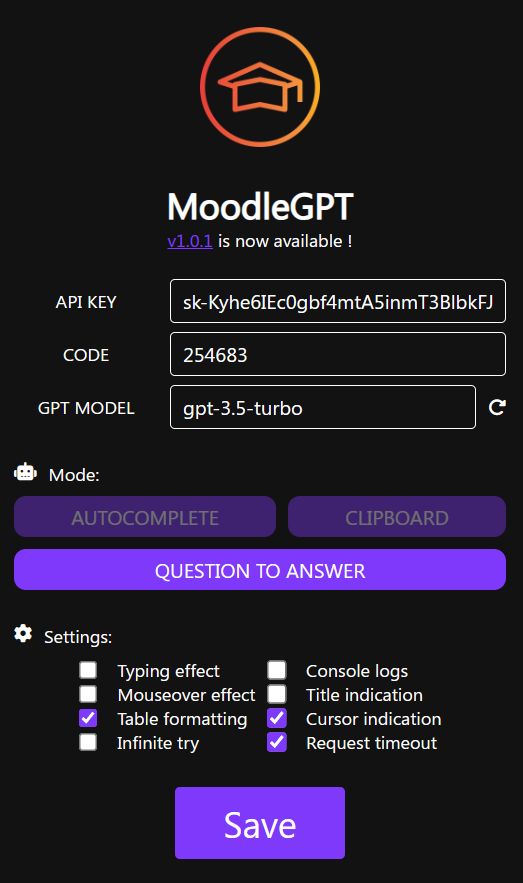 MoodleGPT
v1.0.1 is now available !
API KEY
sk-Kyhe6IEc0gbf4mtA5inmT3BlbkFJ
CODE
254683
GPT MODEL
gpt-3.5-turbo
Mode:
AUTOCOMPLETE CLIPBOARD
QUESTION TO ANSWER
Settings:
Typing effect Console logs
Mouseover effect Title indication
Table formatting Cursor indication
Infinite try Request timeout
Save